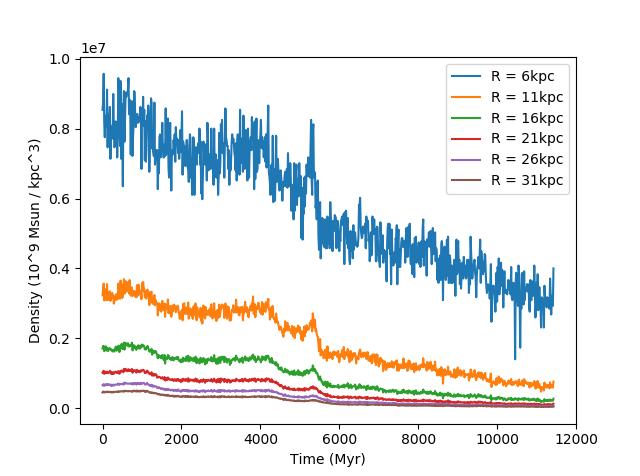 1e7
1.0
0.8
0.6
0.4
0.2
0.0
Density (10^9 Msun / kpc^3)
R = 6kpc
R = 11kpc
R = 16kpc
R = 21kpc
R = 26kpc
R = 31kpc
0 2000 4000 6000 8000 10000 12000
Time (Myr)